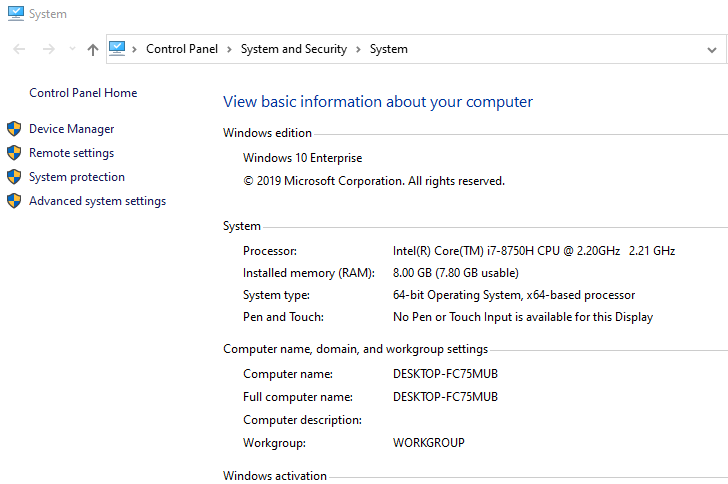 System
Control Panel > System and Security > System
Control Panel Home
Device Manager
Remote settings
System protection
Advanced system settings
View basic information about your computer
Windows edition
Windows 10 Enterprise
© 2019 Microsoft Corporation. All rights reserved.
System
Processor: Intel(R) Core(TM) i7-8750H CPU @ 2.20GHz 2.21 GHz
Installed memory (RAM): 8.00 GB (7.80 GB usable)
System type: 64-bit Operating System, x64-based processor
Pen and Touch: No Pen or Touch Input is available for this Display
Computer name, domain, and workgroup settings
Computer name: DESKTOP-FC75MUB
Full computer name: DESKTOP-FC75MUB
Computer description:
Workgroup: WORKGROUP
Windows activation